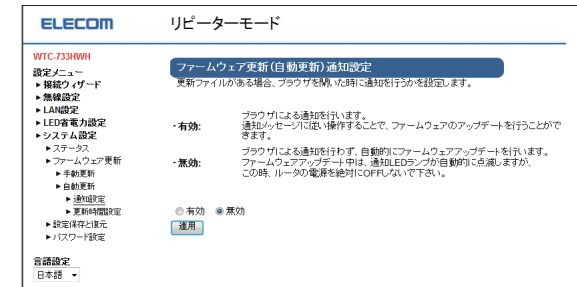 ELECOM
リピーターモード
WTC-733HWH
設定メニュー
▶接続ウィザード
▶無線設定
▶LAN設定
▶LED省電力設定
▶システム設定
▶ステータス
▶ファームウェア更新
▶手動更新
▶自動更新
▶通知設定
▶更新時間設定
▶設定保存と復元
▶パスワード設定
言語設定
日本語
ファームウェア更新(自動更新)通知設定
更新ファイルがある場合、ブラウザを開いた時に通知を行うかを設定します。
・有効:
ブラウザによる通知を行います。
通知メッセージに従い操作することで、ファームウェアのアップデートを行うことがで
きます。
・無効:
ブラウザによる通知を行わず、自動的にファームウェアアップデートを行います。
ファームウェアアップデート中は、通知LEDランプが自動的に点滅しますが、
この時、ルータの電源を絶対にOFFしないで下さい。
有効 無効
適用